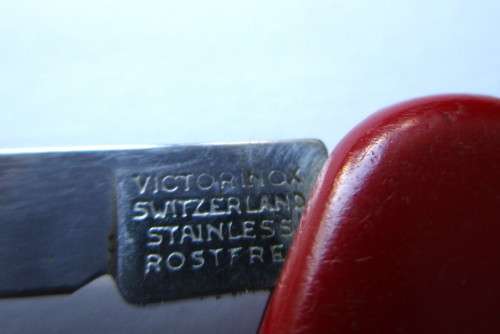 VICTORINOX
SWITZERLAND
STAINLESS
ROSTFRE